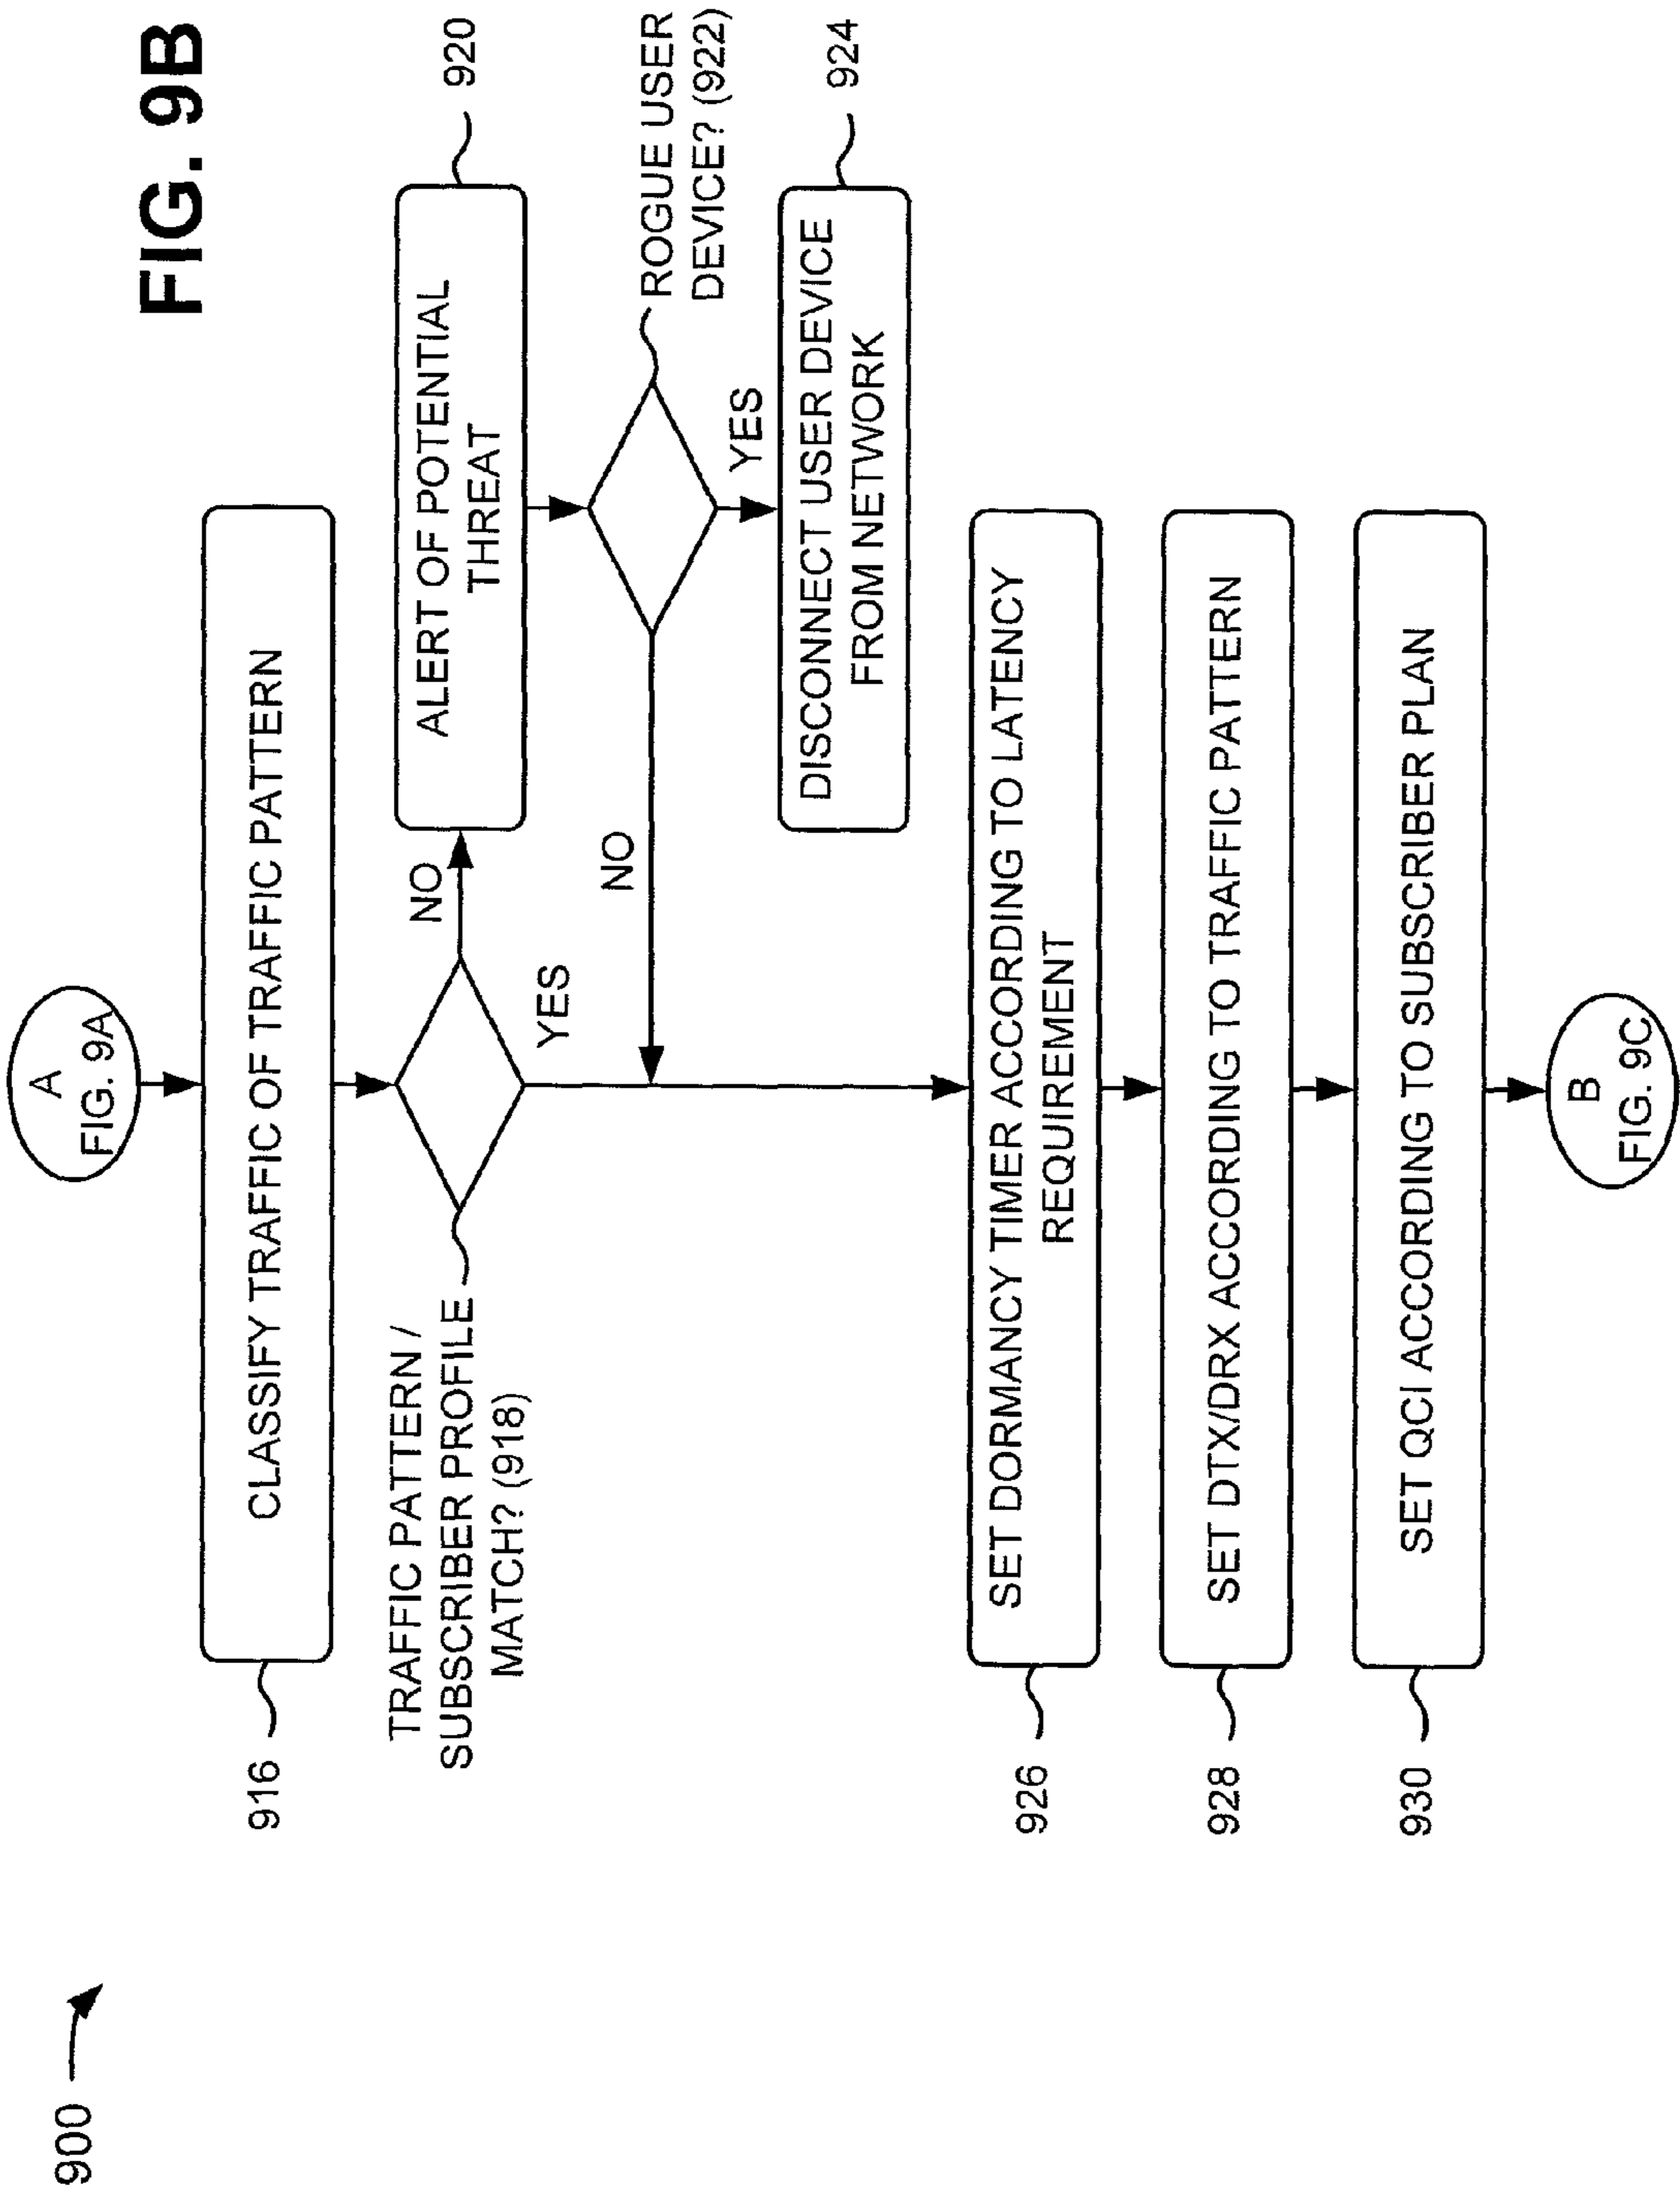 900
FIG. 9B
A
FIG. 9A
916
CLASSIFY TRAFFIC OF TRAFFIC PATTERN
TRAFFIC PATTERN /
SUBSCRIBER PROFILE
MATCH? (918)
NO
YES
ALERT OF POTENTIAL
THREAT
920
ROGUE USER
DEVICE? (922)
NO
YES
DISCONNECT USER DEVICE
FROM NETWORK
924
926
SET DORMANCY TIMER ACCORDING TO LATENCY
REQUIREMENT
928
SET DTX/DRX ACCORDING TO TRAFFIC PATTERN
930
SET QCI ACCORDING TO SUBSCRIBER PLAN
B
FIG. 9C